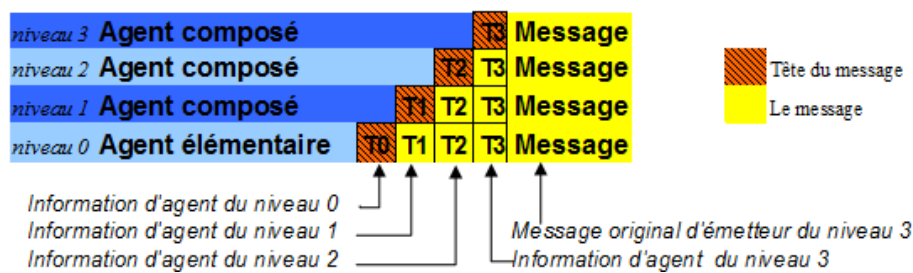 niveau 3 Agent composé T3 Message
niveau 2 Agent composé T2 T3 Message
niveau 1 Agent composé T1 T2 T3 Message
niveau 0 Agent élémentaire T0 T1 T2 T3 Message
Tête du message
Le message
Information d'agent du niveau 0
Information d'agent du niveau 1
Information d'agent du niveau 2
Message original d'émetteur du niveau 3
Information d'agent du niveau 3